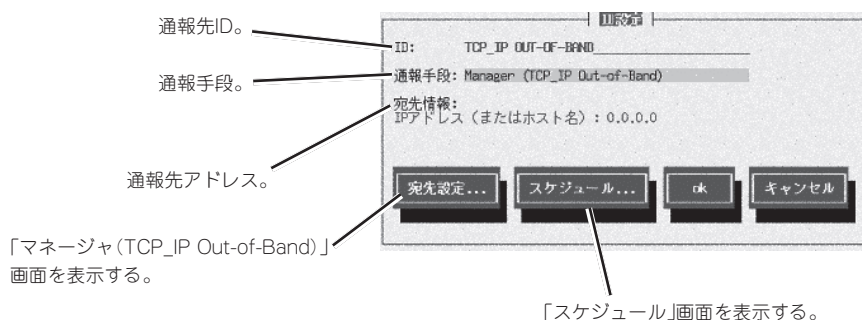 通報先ID。
ID設定
ID: TCP_IP OUT-OF-BAND
通報手段。
通報手段: Manager (TCP_IP Out-of-Band)
宛先情報:
IPアドレス（またはホスト名）: 0.0.0.0
通報先アドレス。
宛先設定... スケジュール... ok キャンセル
「マネージャ(TCP_IP Out-of-Band)」
画面を表示する。
「スケジュール」画面を表示する。